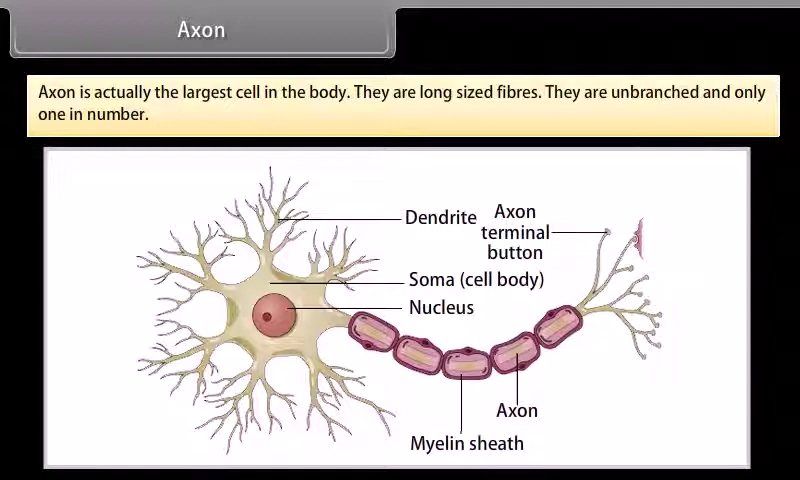 Axon
Axon is actually the largest cell in the body. They are long sized fibres. They are unbranched and only
one in number.
Dendrite
Axon
terminal
button
Soma (cell body)
Nucleus
Axon
Myelin sheath